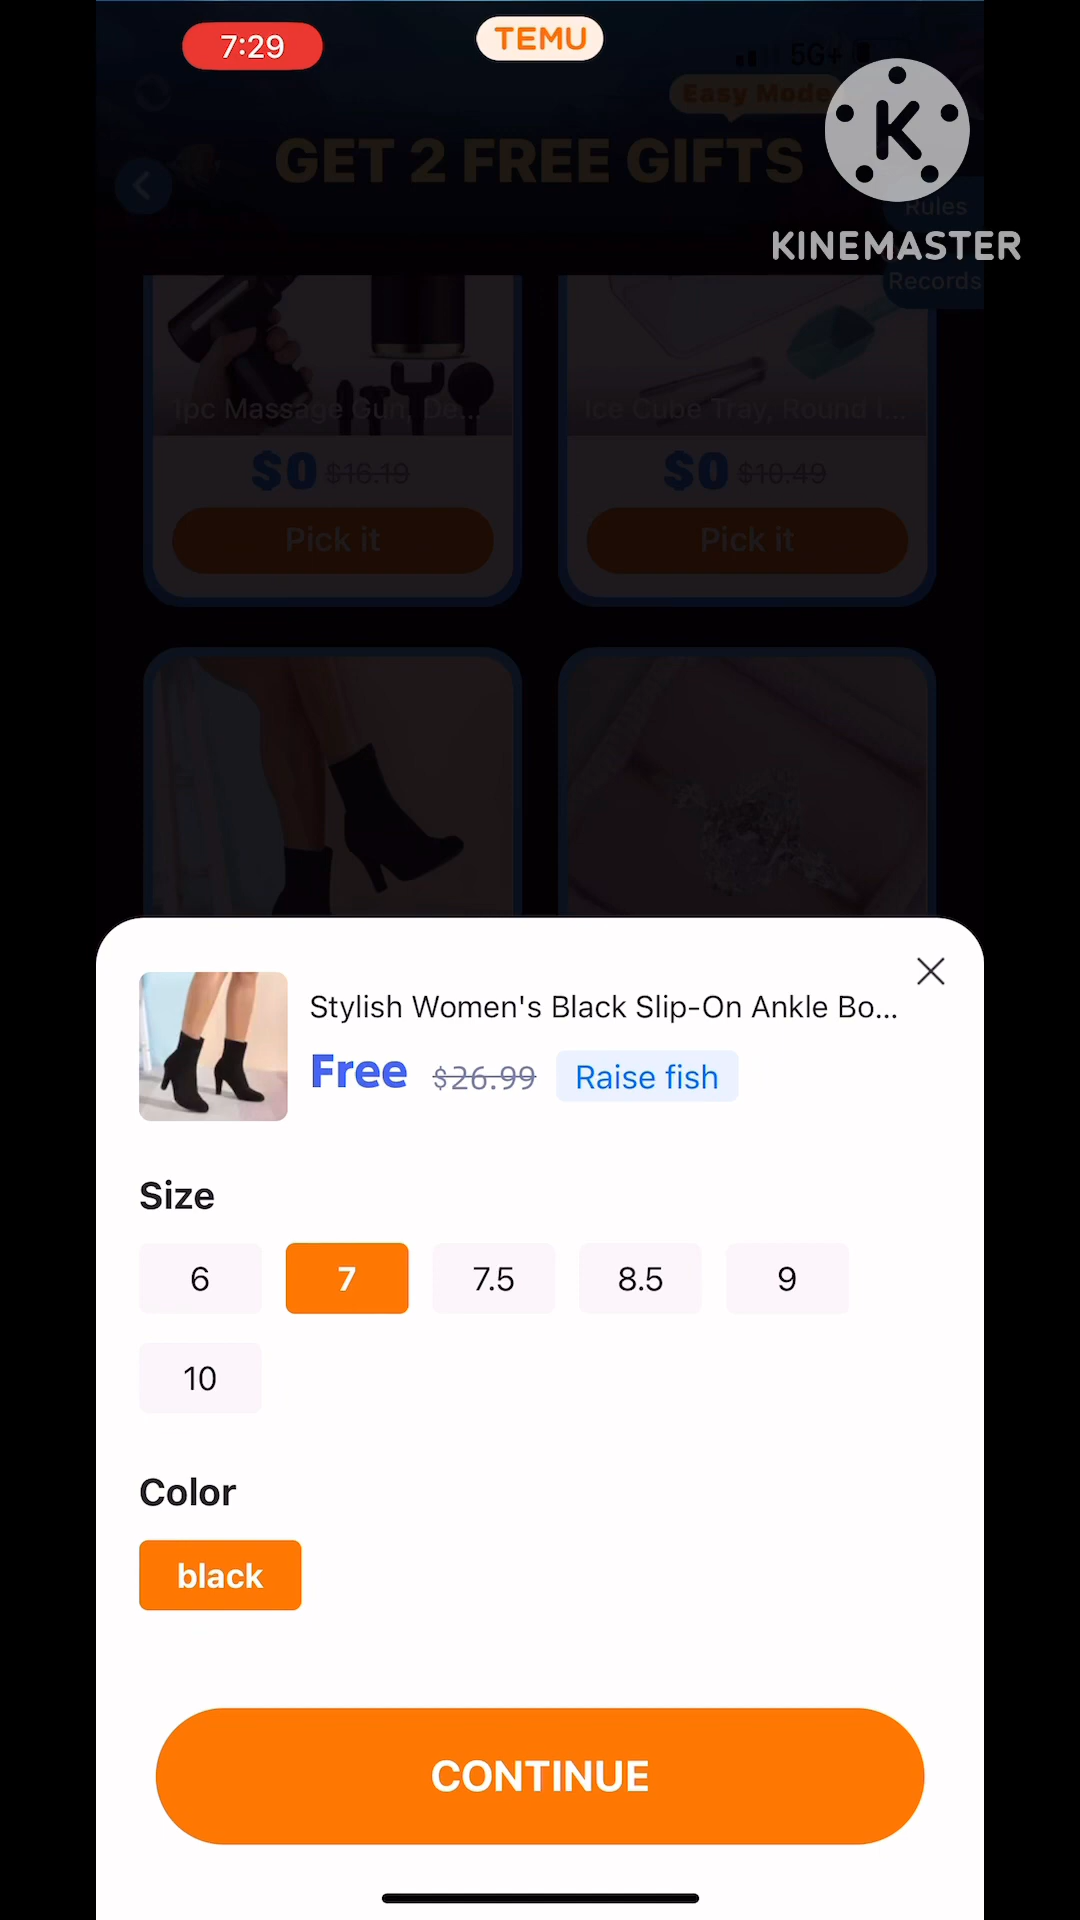 7:29
TEMU
5G+
Easy Mode
GET 2 FREE GIFTS
K
KINEMASTER
Rules
Records
1pc Massage Gun, De...
Ice Cube Tray, Round I...
$0 $16.19
$0 $10.49
Pick it
Pick it
Stylish Women's Black Slip-On Ankle Bo...
Free $26.99 Raise fish
Size
6 7 7.5 8.5 9
10
Color
black
CONTINUE